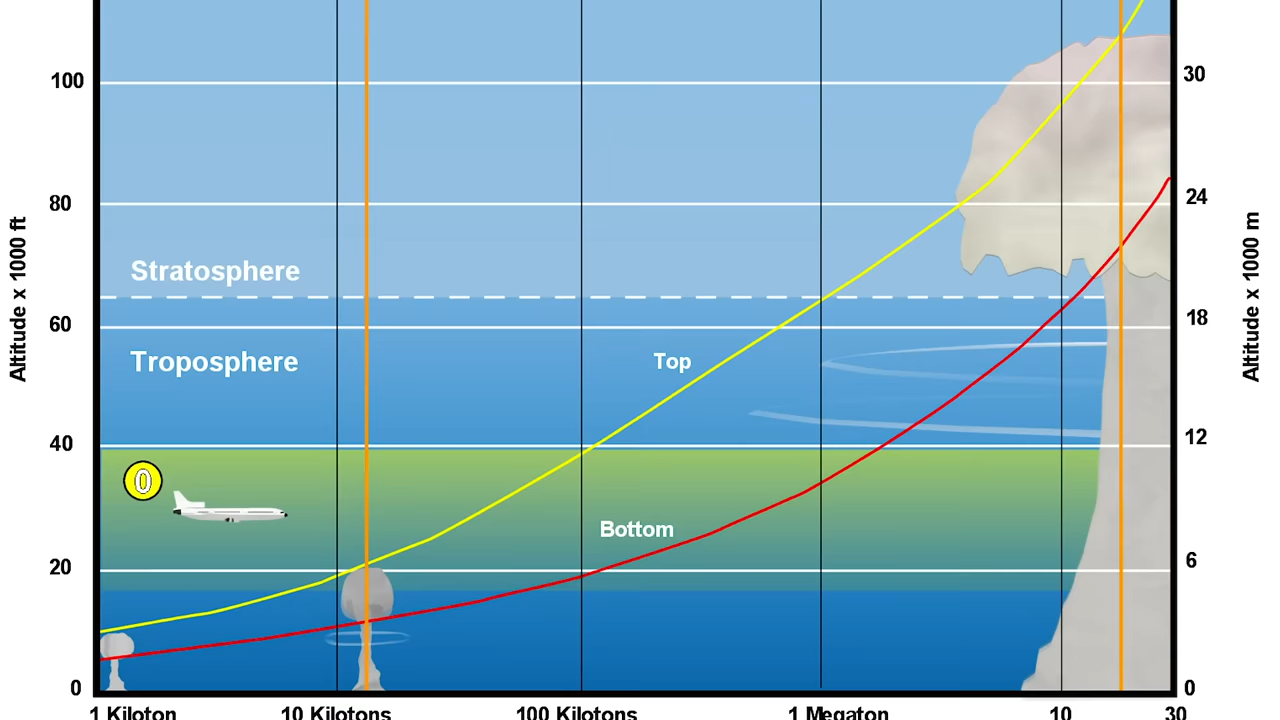 100
80
60
40
20
0
Altitude x 1000 ft
Stratosphere
Troposphere
Top
Bottom
0
30
24
18
12
6
0
Altitude x 1000 m
1 Kiloton
10 Kilotons
100 Kilotons
1 Megaton
10
30